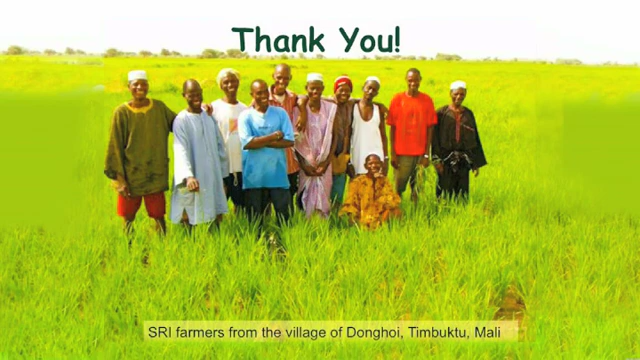 Thank You!
SRI farmers from the village of Donghoi, Timbuktu, Mali